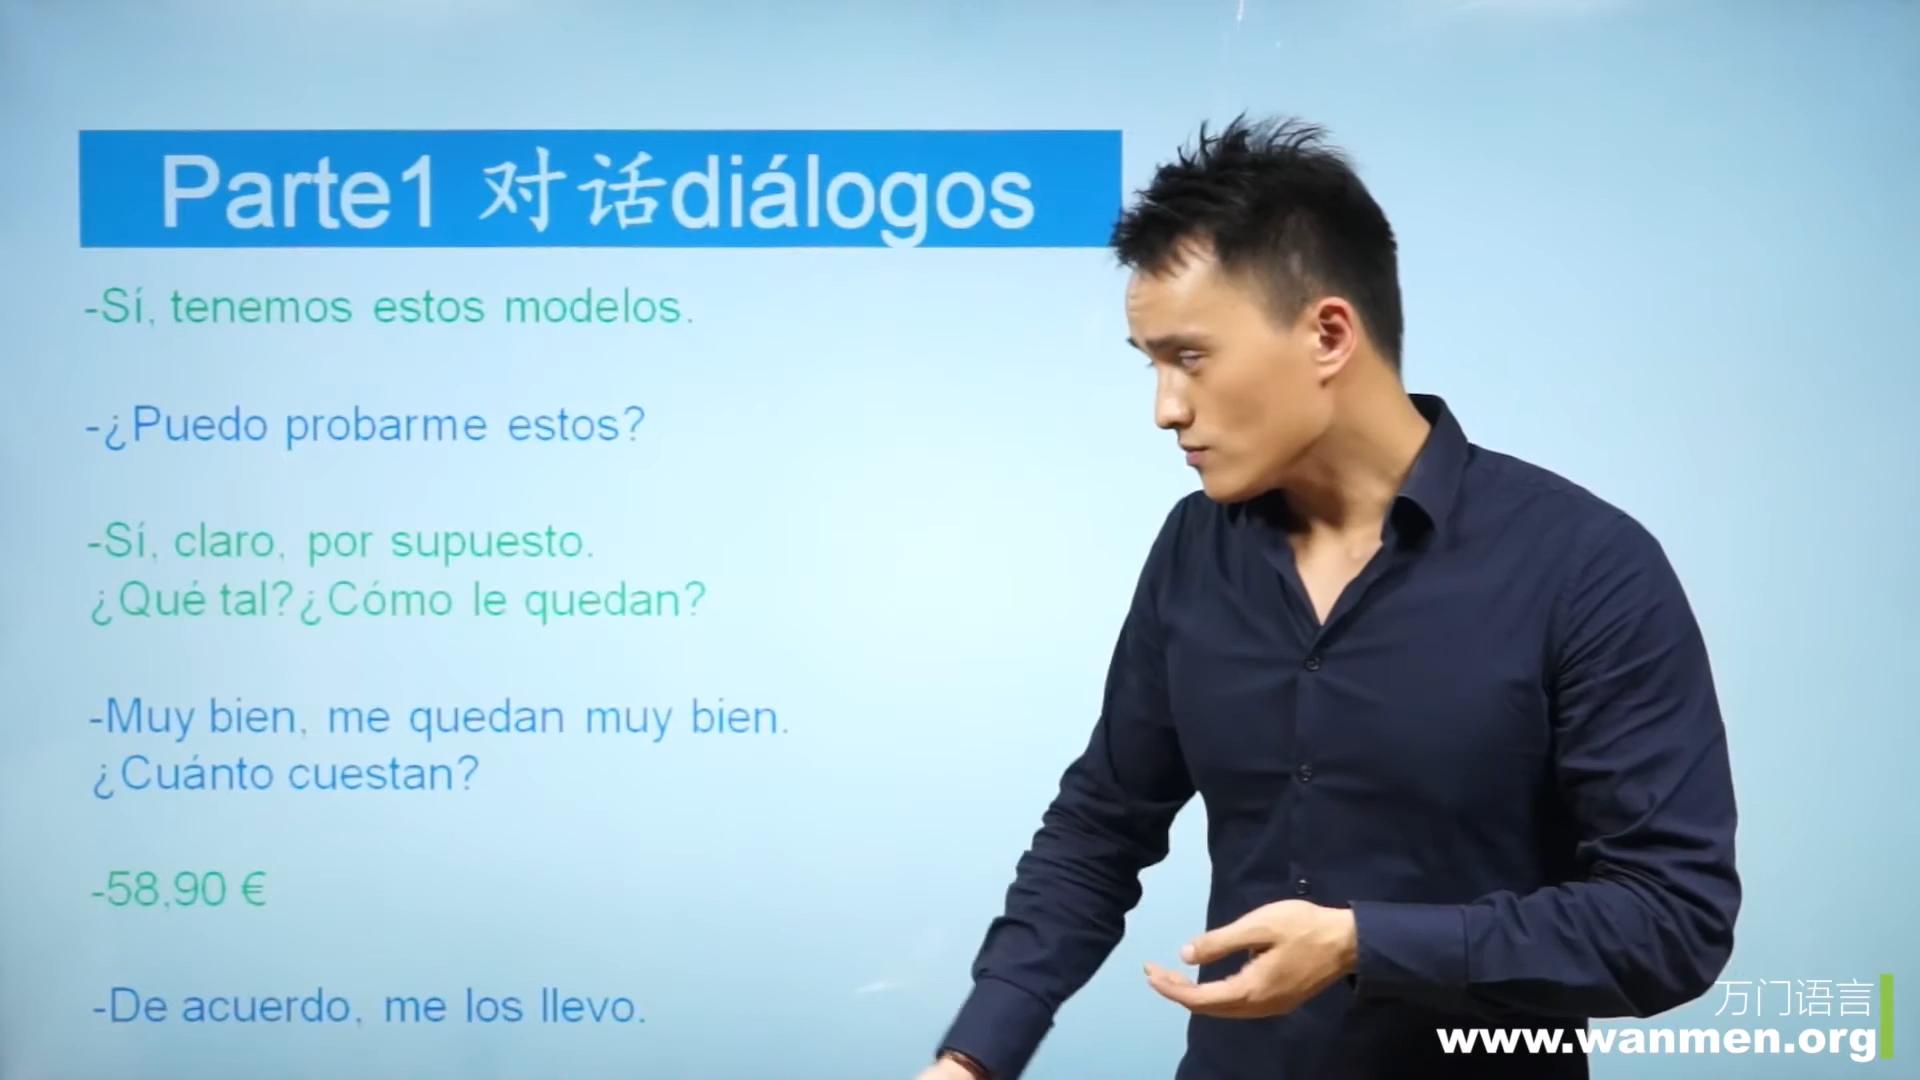 Parte1 对话diálogos
-Sí, tenemos estos modelos.
-¿Puedo probarme estos?
-Sí, claro, por supuesto.
¿Qué tal?¿Cómo le quedan?
-Muy bien, me quedan muy bien.
¿Cuánto cuestan?
-58,90 €
-De acuerdo, me los llevo.
万门语言
www.wanmen.org